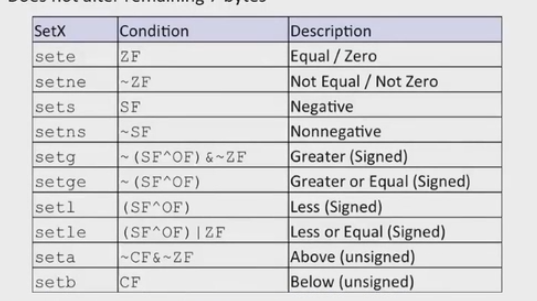 Does not alter remaining 7 bytes
SetX Condition Description
sete ZF Equal / Zero
setne ~ZF Not Equal / Not Zero
sets SF Negative
setns ~SF Nonnegative
setg ~(SF^OF)&~ZF Greater (Signed)
setge ~(SF^OF) Greater or Equal (Signed)
setl (SF^OF) Less (Signed)
setle (SF^OF)|ZF Less or Equal (Signed)
seta ~CF&~ZF Above (unsigned)
setb CF Below (unsigned)